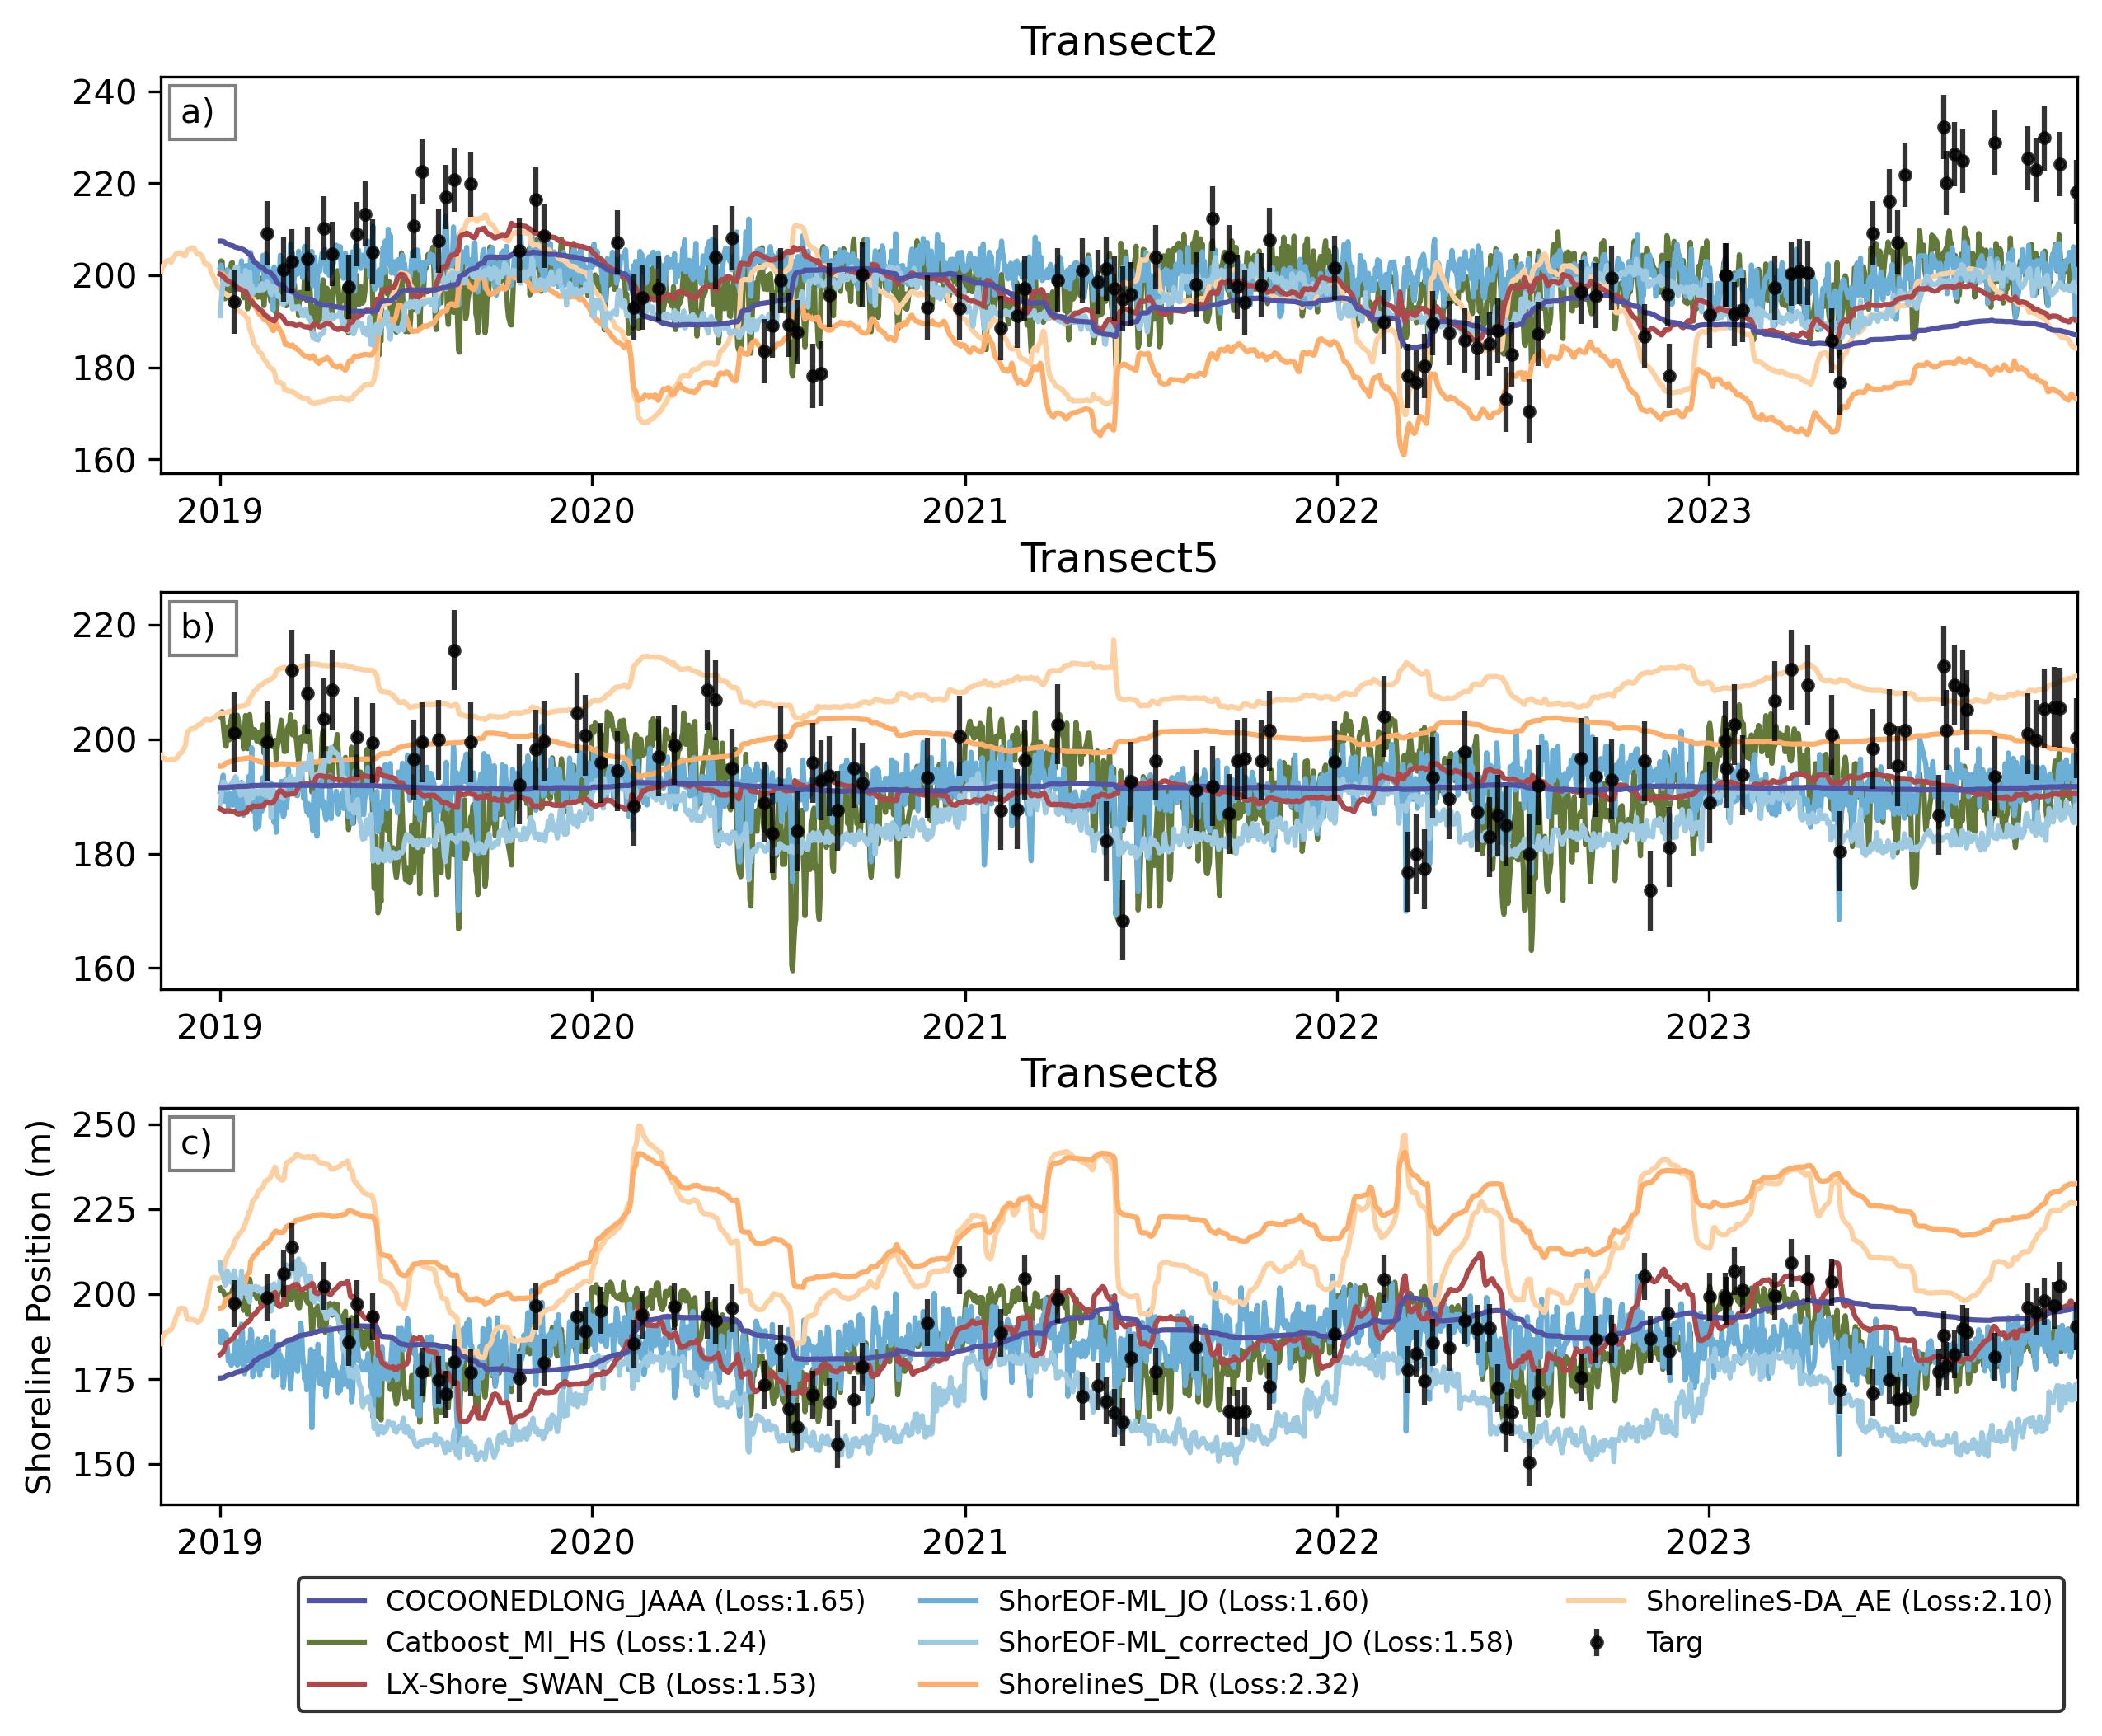 Transect2
a)
240
220
200
180
160
2019 2020 2021 2022 2023
Transect5
b)
220
200
180
160
2019 2020 2021 2022 2023
Transect8
c)
Shoreline Position (m)
250
225
200
175
150
2019 2020 2021 2022 2023
COCOONEDLONG_JAAA (Loss:1.65)
Catboost_MI_HS (Loss:1.24)
LX-Shore_SWAN_CB (Loss:1.53)
ShorEOF-ML_JO (Loss:1.60)
ShorEOF-ML_corrected_JO (Loss:1.58)
ShorelineS_DR (Loss:2.32)
ShorelineS-DA_AE (Loss:2.10)
Targ